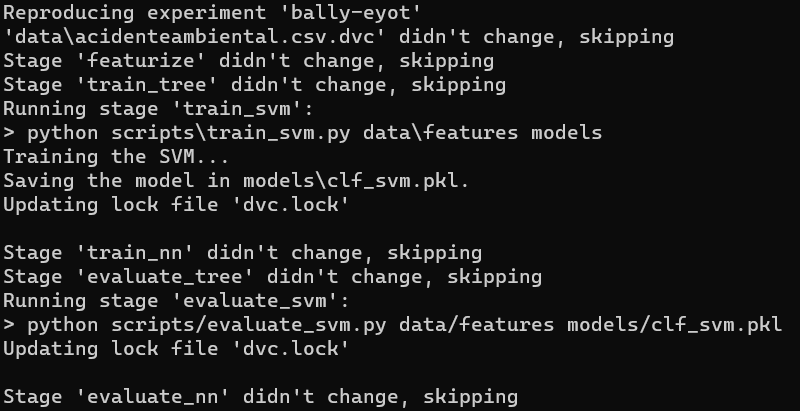 Reproducing experiment 'bally-eyot'
'data\acidenteambiental.csv.dvc' didn't change, skipping
Stage 'featurize' didn't change, skipping
Stage 'train_tree' didn't change, skipping
Running stage 'train_svm':
> python scripts\train_svm.py data\features models
Training the SVM...
Saving the model in models\clf_svm.pkl.
Updating lock file 'dvc.lock'

Stage 'train_nn' didn't change, skipping
Stage 'evaluate_tree' didn't change, skipping
Running stage 'evaluate_svm':
> python scripts/evaluate_svm.py data/features models/clf_svm.pkl
Updating lock file 'dvc.lock'

Stage 'evaluate_nn' didn't change, skipping